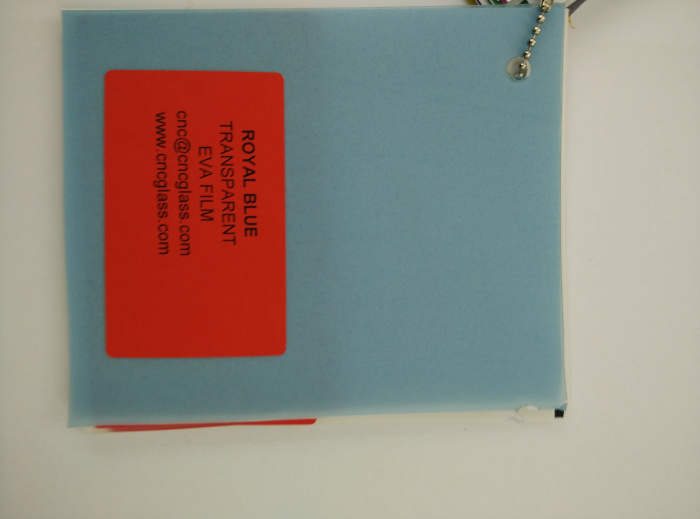 ROYAL BLUE
TRANSPARENT
EVA FILM
cnc@cncglass.com
www.cncglass.com